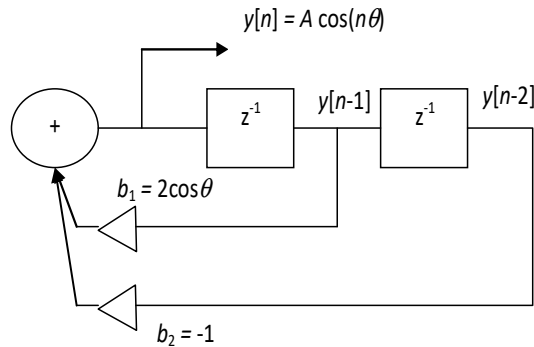 y[n] = A cos(nθ)
+
z⁻¹
y[n-1]
z⁻¹
y[n-2]
b₁ = 2cosθ
b₂ = -1